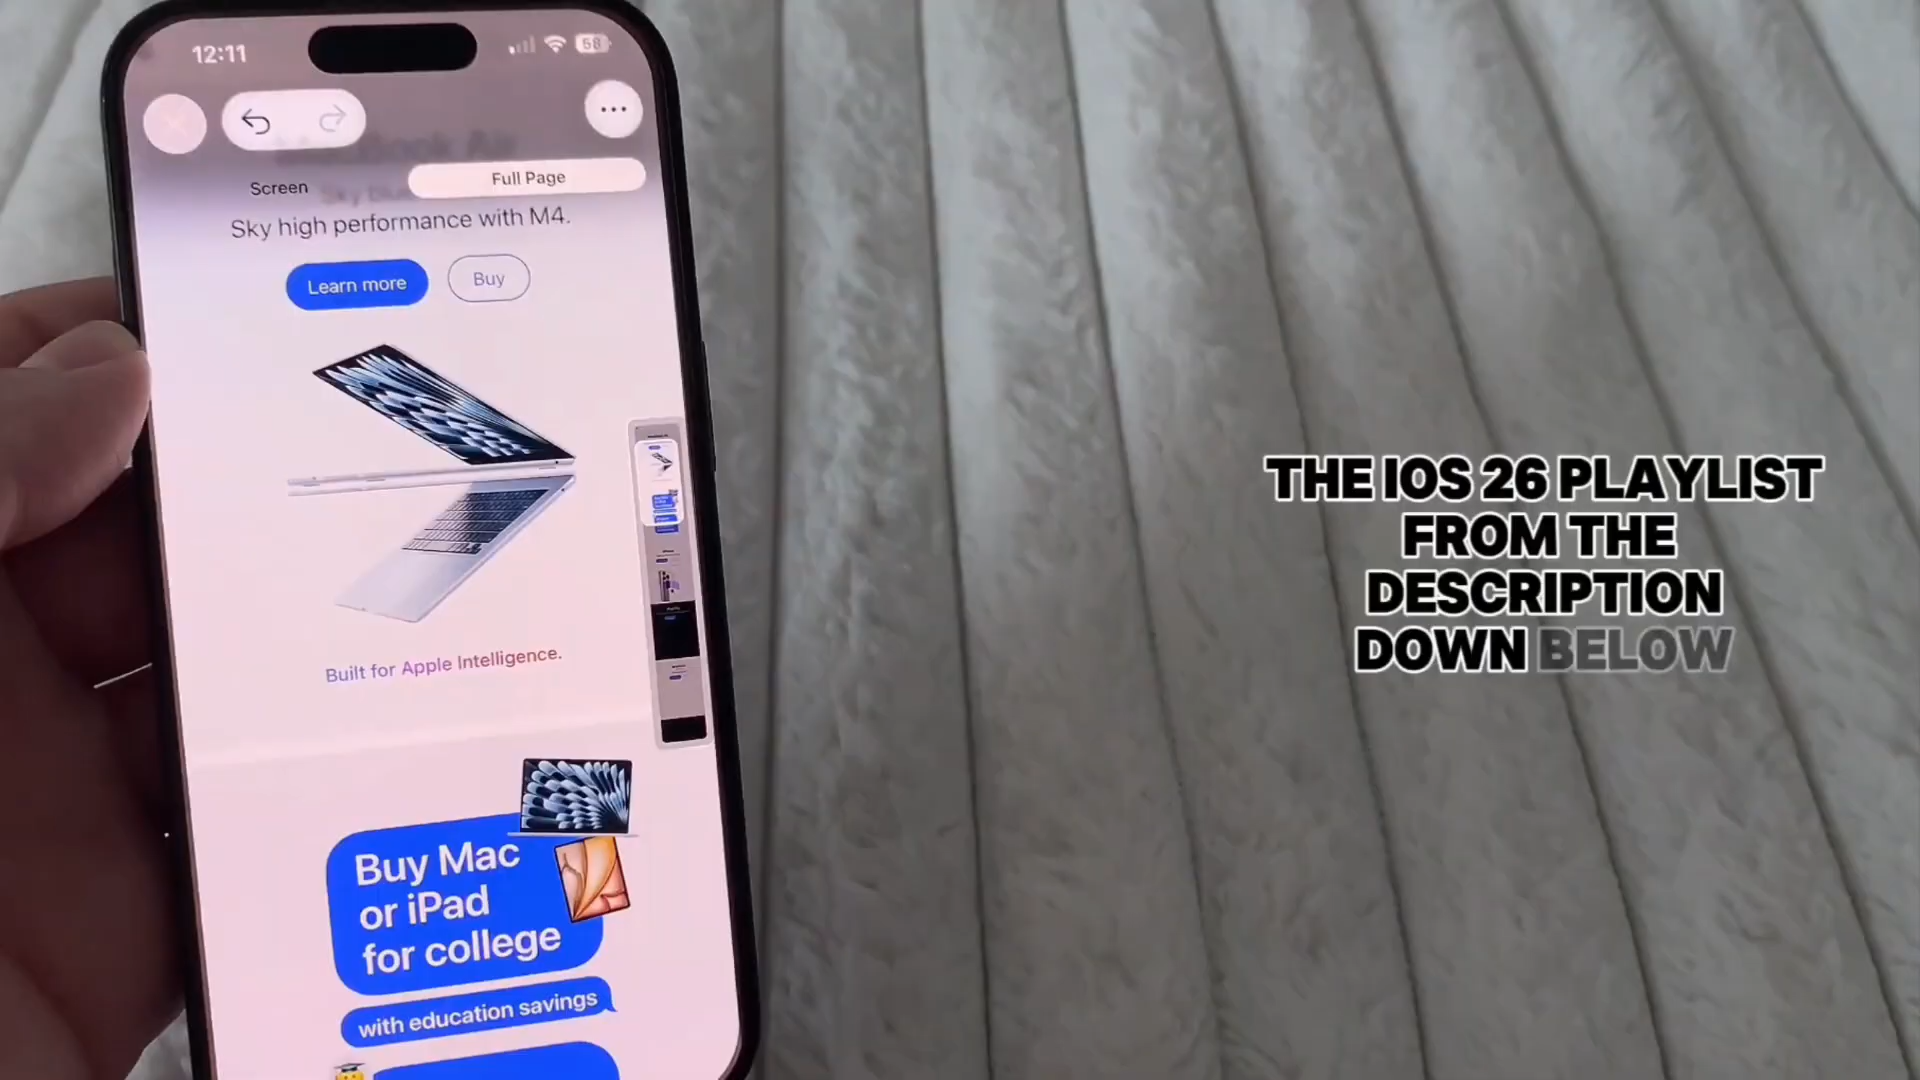 12:11
58
Screen
Full Page
Sky high performance with M4.
Learn more
Buy
Built for Apple Intelligence.
Buy Mac
or iPad
for college
with education savings
THE IOS 26 PLAYLIST
FROM THE
DESCRIPTION
DOWN BELOW